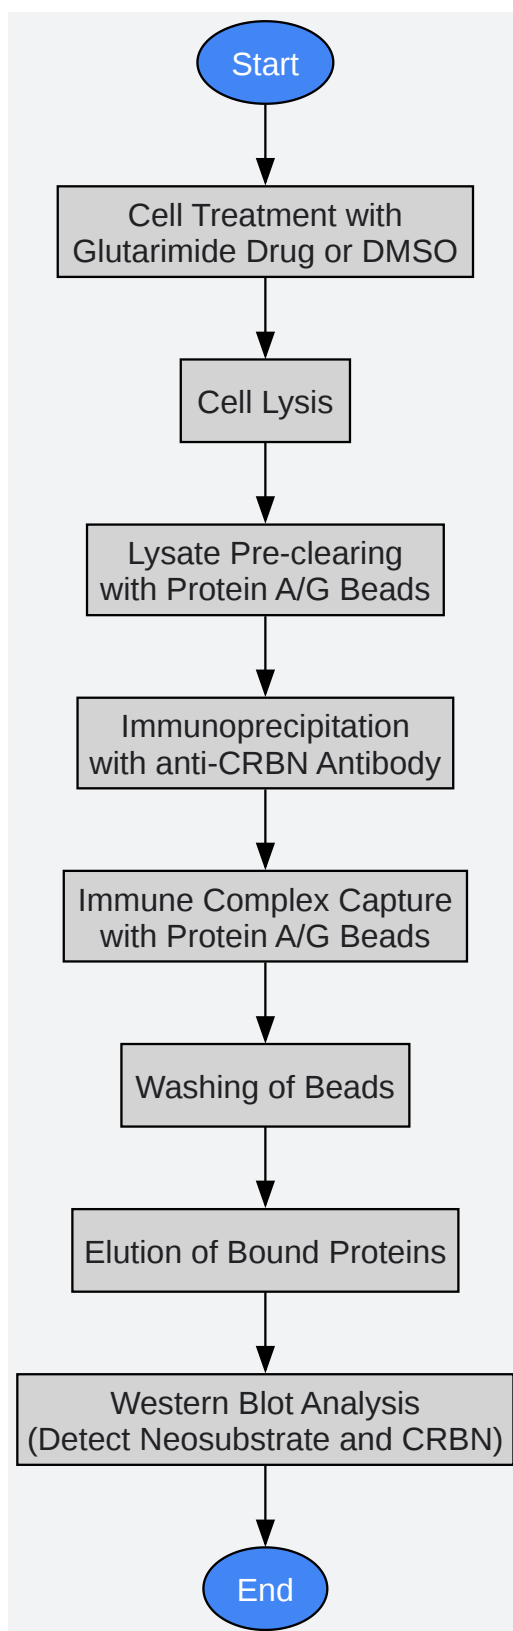 Start
Cell Treatment with
Glutarimide Drug or DMSO
Cell Lysis
Lysate Pre-clearing
with Protein A/G Beads
Immunoprecipitation
with anti-CRBN Antibody
Immune Complex Capture
with Protein A/G Beads
Washing of Beads
Elution of Bound Proteins
Western Blot Analysis
(Detect Neosubstrate and CRBN)
End